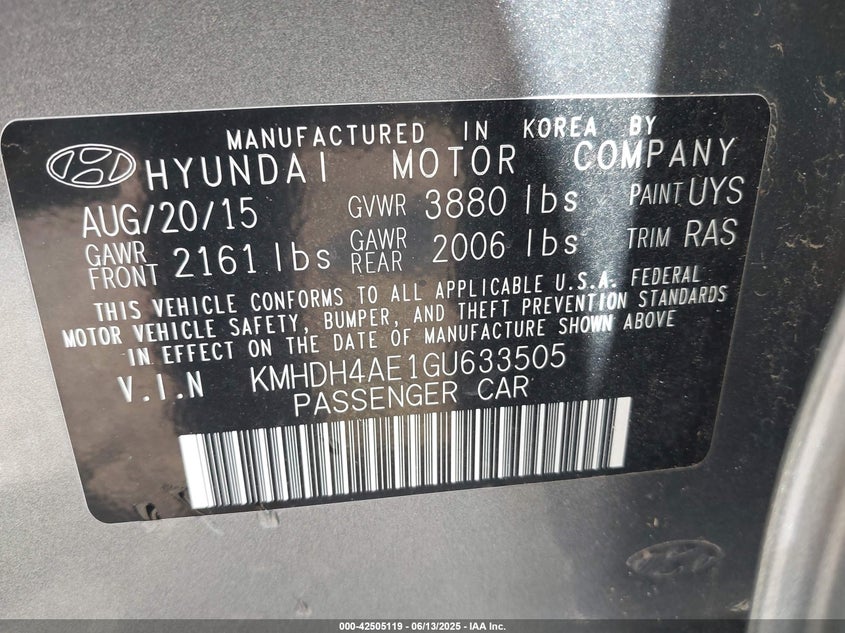 MANUFACTURED IN KOREA BY
HYUNDAI MOTOR COMPANY
AUG/20/15 GVWR 3880 lbs PAINT UYS
GAWR FRONT 2161 lbs GAWR REAR 2006 lbs TRIM RAS
THIS VEHICLE CONFORMS TO ALL APPLICABLE U.S.A. FEDERAL
MOTOR VEHICLE SAFETY, BUMPER, AND THEFT PREVENTION STANDARDS
IN EFFECT ON THE DATE OF MANUFACTURE SHOWN ABOVE
V.I.N KMHDH4AE1GU633505
PASSENGER CAR
000-42505119 - 06/13/2025 - IAA Inc.